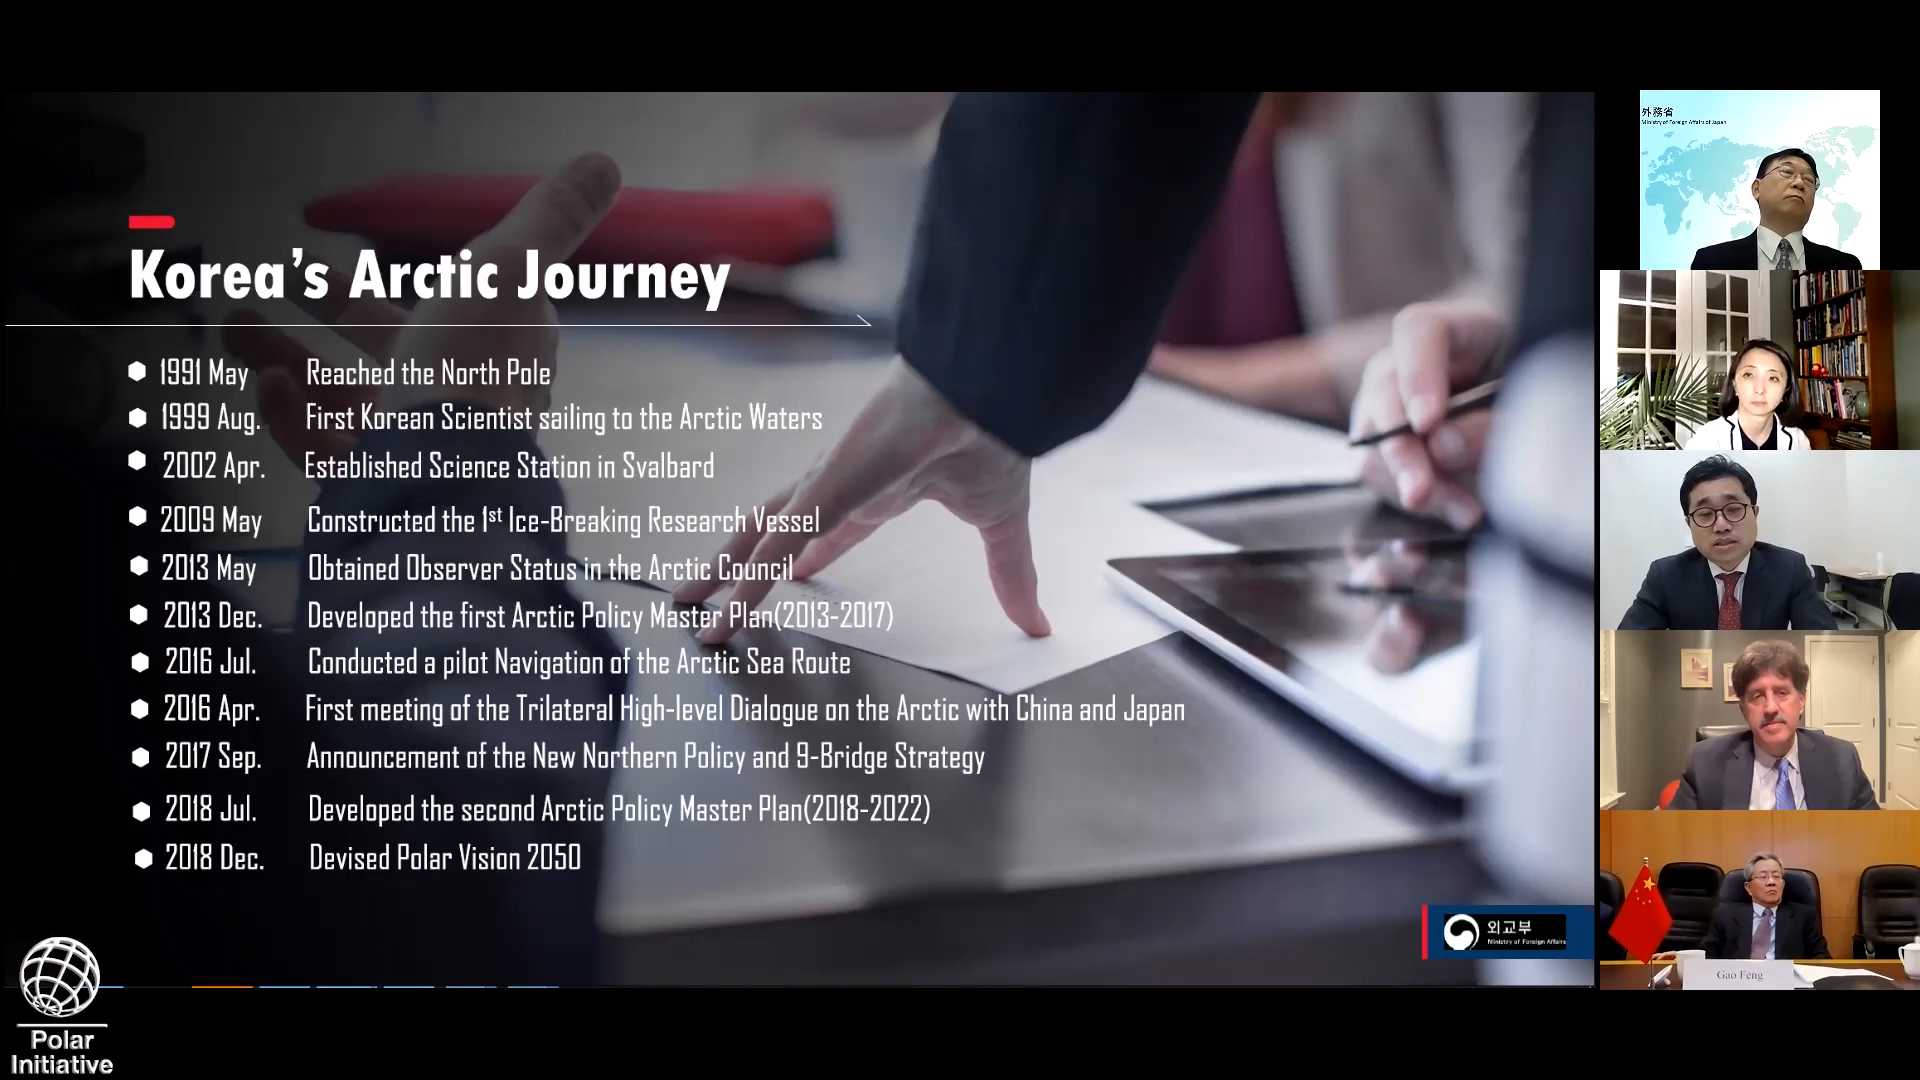 Korea's Arctic Journey
1991 May Reached the North Pole
1999 Aug. First Korean Scientist sailing to the Arctic Waters
2002 Apr. Established Science Station in Svalbard
2009 May Constructed the 1st Ice-Breaking Research Vessel
2013 May Obtained Observer Status in the Arctic Council
2013 Dec. Developed the first Arctic Policy Master Plan(2013-2017)
2016 Jul. Conducted a pilot Navigation of the Arctic Sea Route
2016 Apr. First meeting of the Trilateral High-level Dialogue on the Arctic with China and Japan
2017 Sep. Announcement of the New Northern Policy and 9-Bridge Strategy
2018 Jul. Developed the second Arctic Policy Master Plan(2018-2022)
2018 Dec. Devised Polar Vision 2050
외교부
Ministry of Foreign Affairs
Polar
Initiative
外務省
Ministry of Foreign Affairs of Japan
Gao Feng